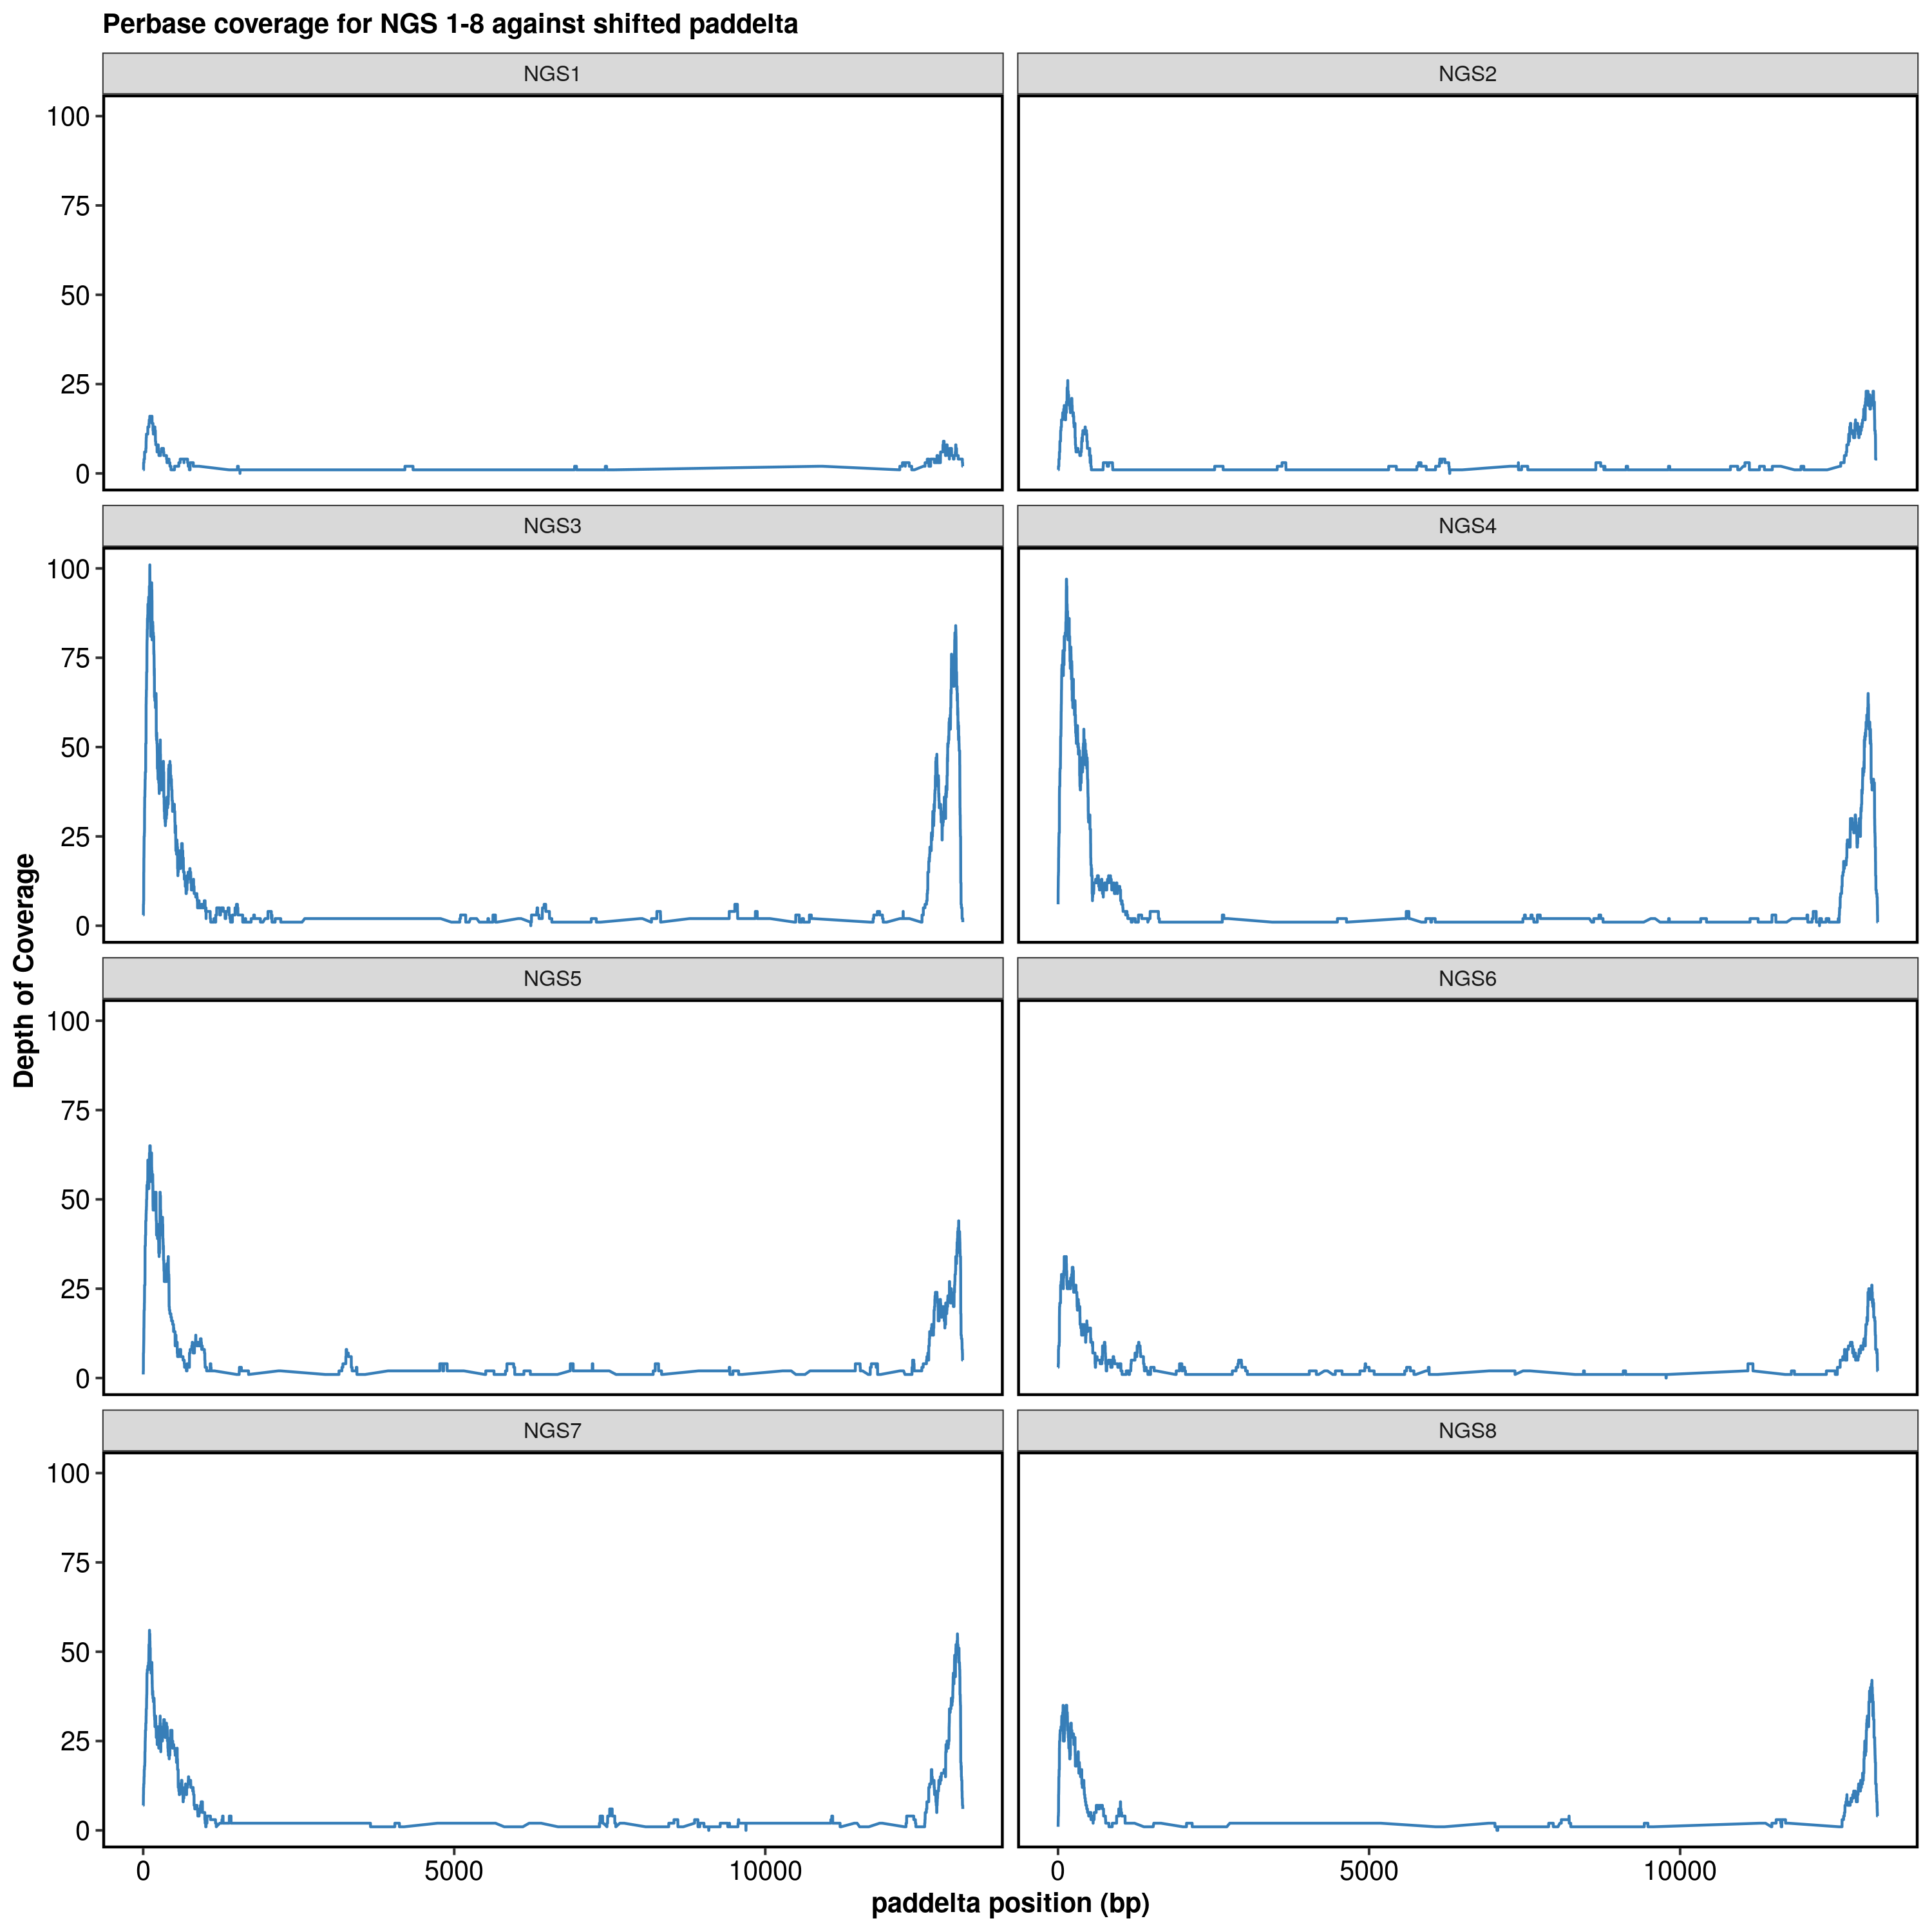 Perbase coverage for NGS 1-8 against shifted paddelta
NGS1
NGS2
100
75
50
25
0
NGS3
NGS4
100
75
50
25
0
NGS5
NGS6
100
75
50
25
0
NGS7
NGS8
100
75
50
25
0
0 5000 10000
0 5000 10000
paddelta position (bp)
Depth of Coverage